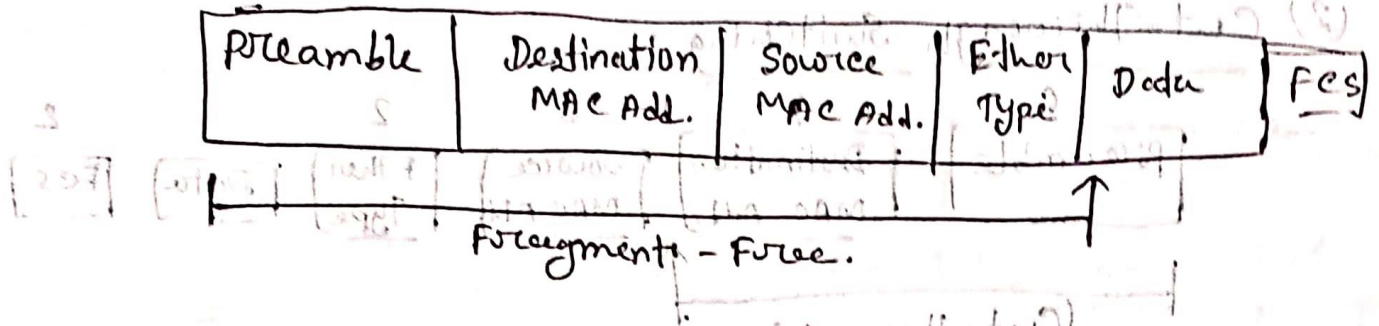 Preamble
Destination
MAC Add.
Source
MAC Add.
Ether
Type
Data
FCS
Fragment - Free.